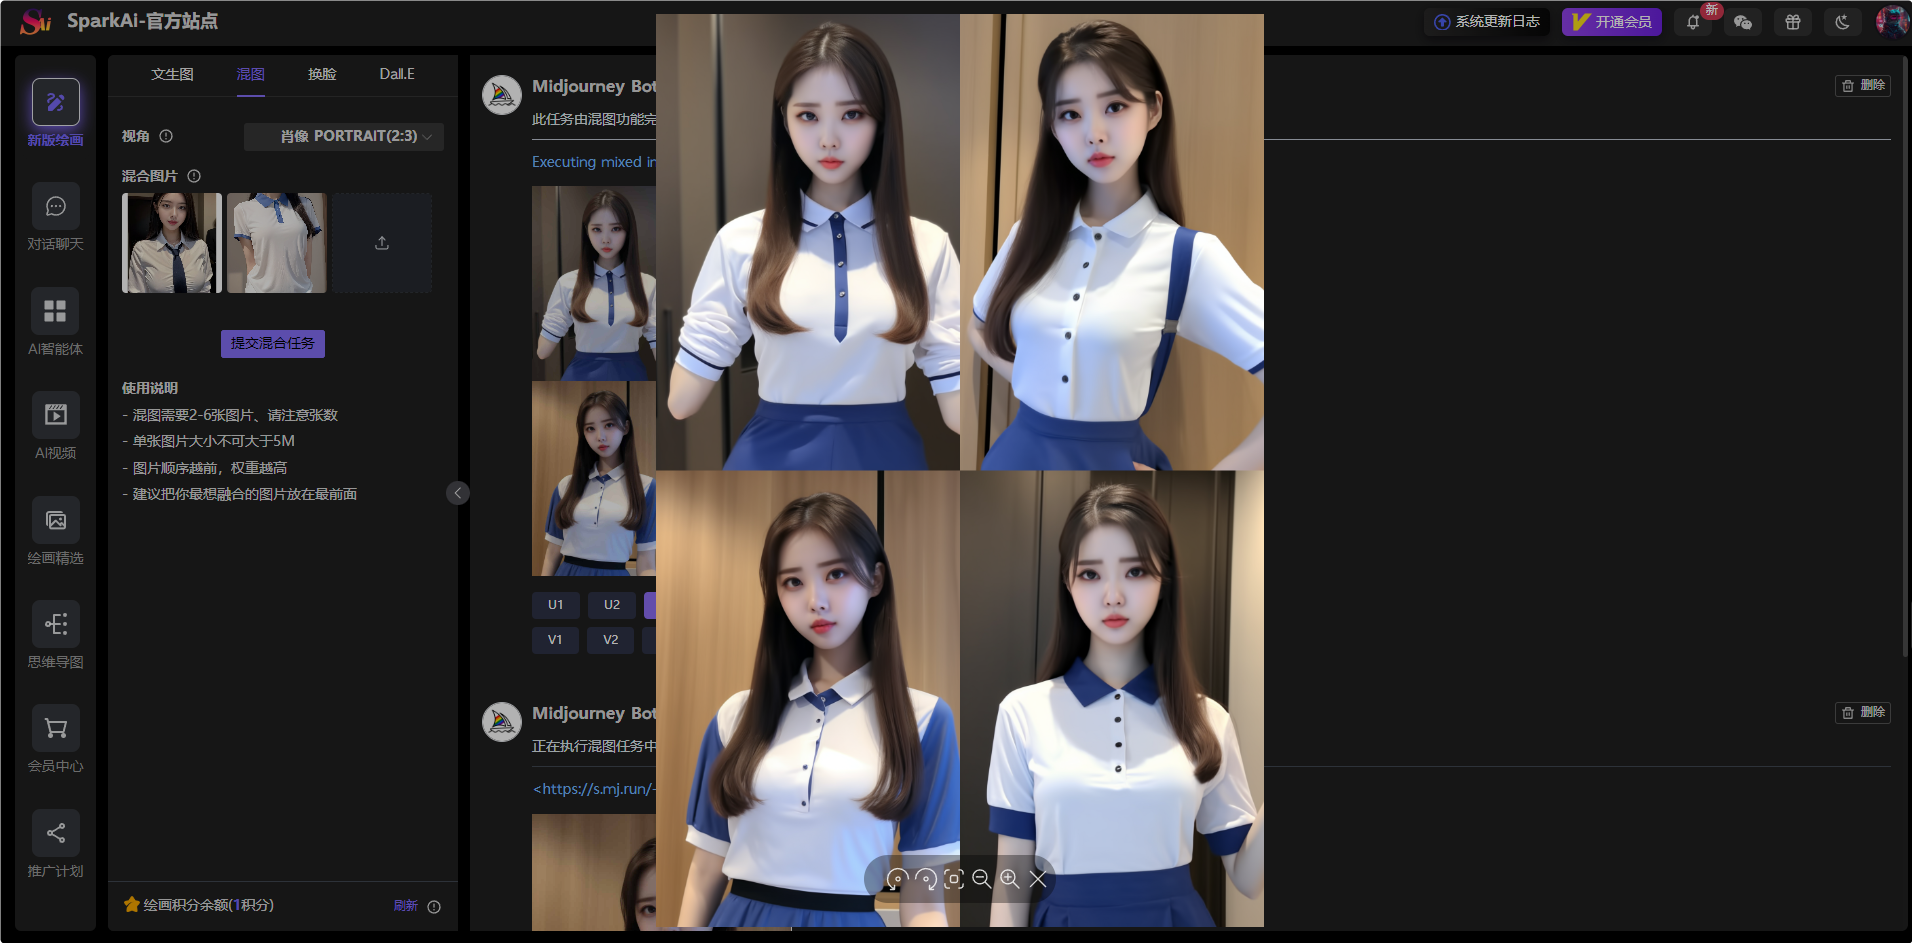 SAi
SparkAi-官方站点
系统更新日志
开通会员
新
新版绘画
对话聊天
AI智能体
AI视频
绘画精选
思维导图
会员中心
推广计划
文生图
混图
换脸
Dall.E
视角
肖像 PORTRAIT(2:3)
混合图片
提交混合任务
使用说明
- 混图需要2-6张图片、请注意张数
- 单张图片大小不可大于5M
- 图片顺序越前，权重越高
- 建议把你最想融合的图片放在最前面
绘画积分余额(1积分)
刷新
Midjourney Bot
删除
此任务由混图功能完
Executing mixed in
U1
U2
V1
V2
Midjourney Bot
删除
正在执行混图任务中
<https://s.mj.run/-